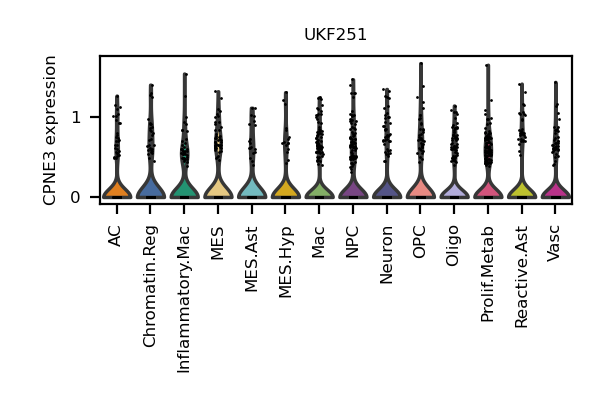 UKF251
CPNE3 expression
1
0
AC
Chromatin.Reg
Inflammatory.Mac
MES
MES.Ast
MES.Hyp
Mac
NPC
Neuron
OPC
Oligo
Prolif.Metab
Reactive.Ast
Vasc